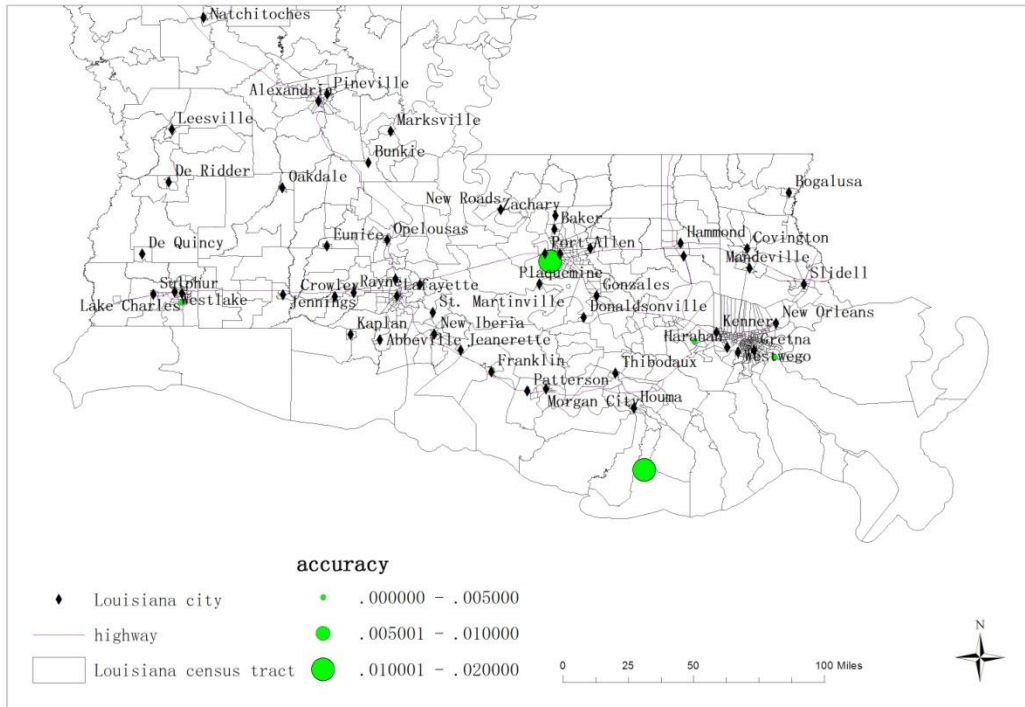 Natchitoches
Pineville
Alexandria
Leesville
Marksville
Bunkie
De Ridder
Oakdale
Bogalusa
New Roads
Zachary
Baker
Opelousas
Eunice
Hammond
Covington
De Quincy
Port Allen
Mandeville
Slidell
Plaquemine
Sulphur
Crowley
Rayne
Lafayette
Gonzales
Westlake
Lake Charles
Jennings
St. Martinville
Donaldsonville
New Orleans
Kaplan
New Iberia
Kenner
Abbeville
Jeanerette
Harahan
Gretna
Westwego
Franklin
Thibodaux
Patterson
Morgan City
Houma
accuracy
Louisiana city
.000000 - .005000
highway
.005001 - .010000
Louisiana census tract
.010001 - .020000
0 25 50 100 Miles
N